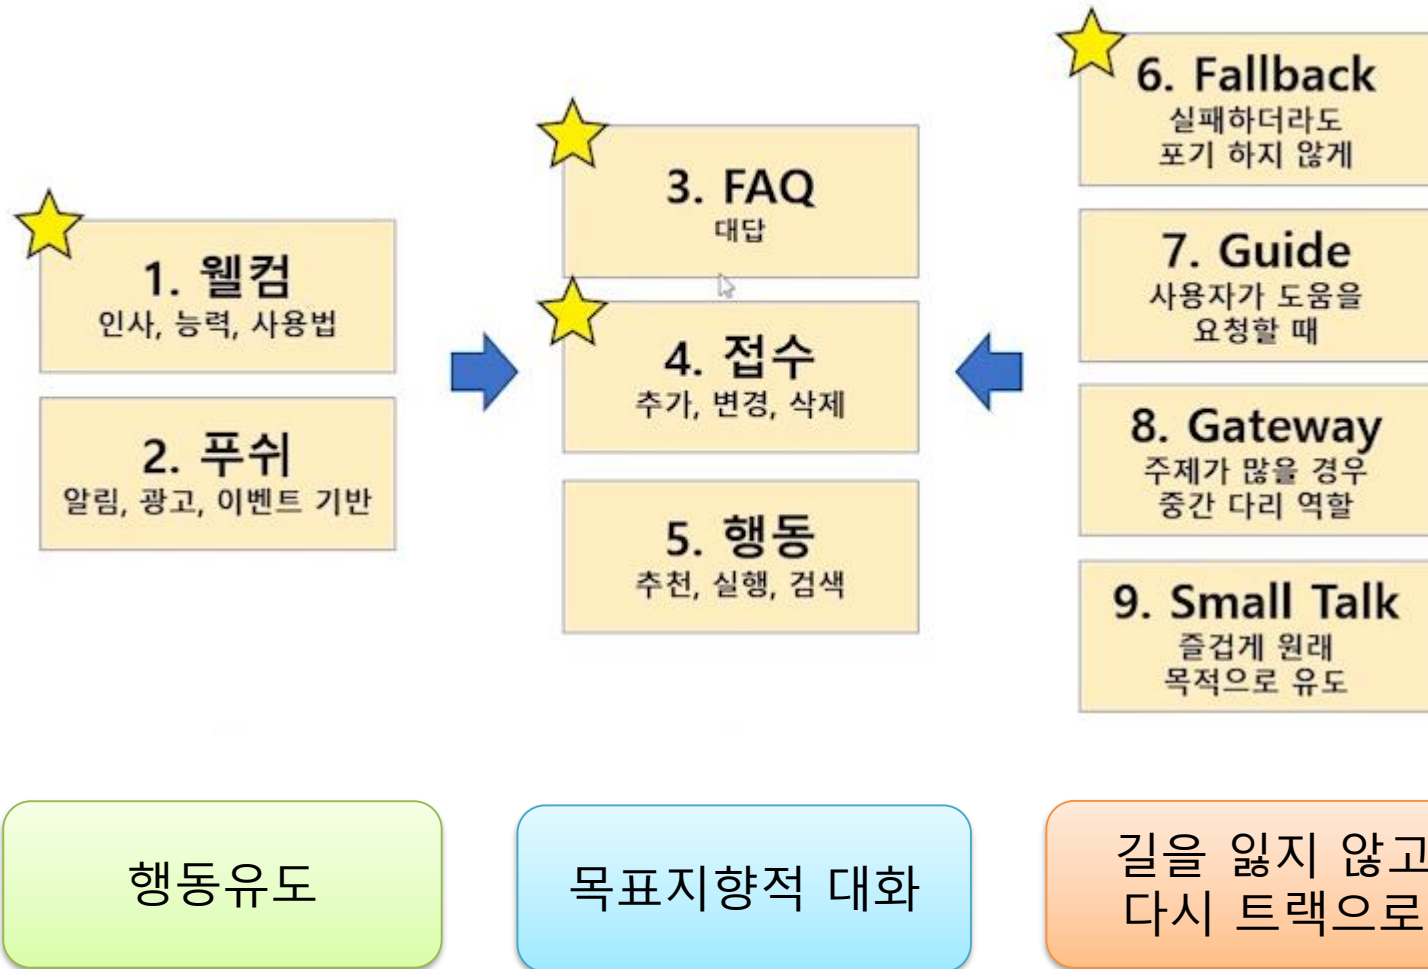 1. 웰컴
인사, 능력, 사용법
2. 푸쉬
알림, 광고, 이벤트 기반
3. FAQ
대답
4. 접수
추가, 변경, 삭제
5. 행동
추천, 실행, 검색
6. Fallback
실패하더라도
포기 하지 않게
7. Guide
사용자가 도움을
요청할 때
8. Gateway
주제가 많을 경우
중간 다리 역할
9. Small Talk
즐겁게 원래
목적으로 유도
행동유도
목표지향적 대화
길을 잃지 않고
다시 트랙으로